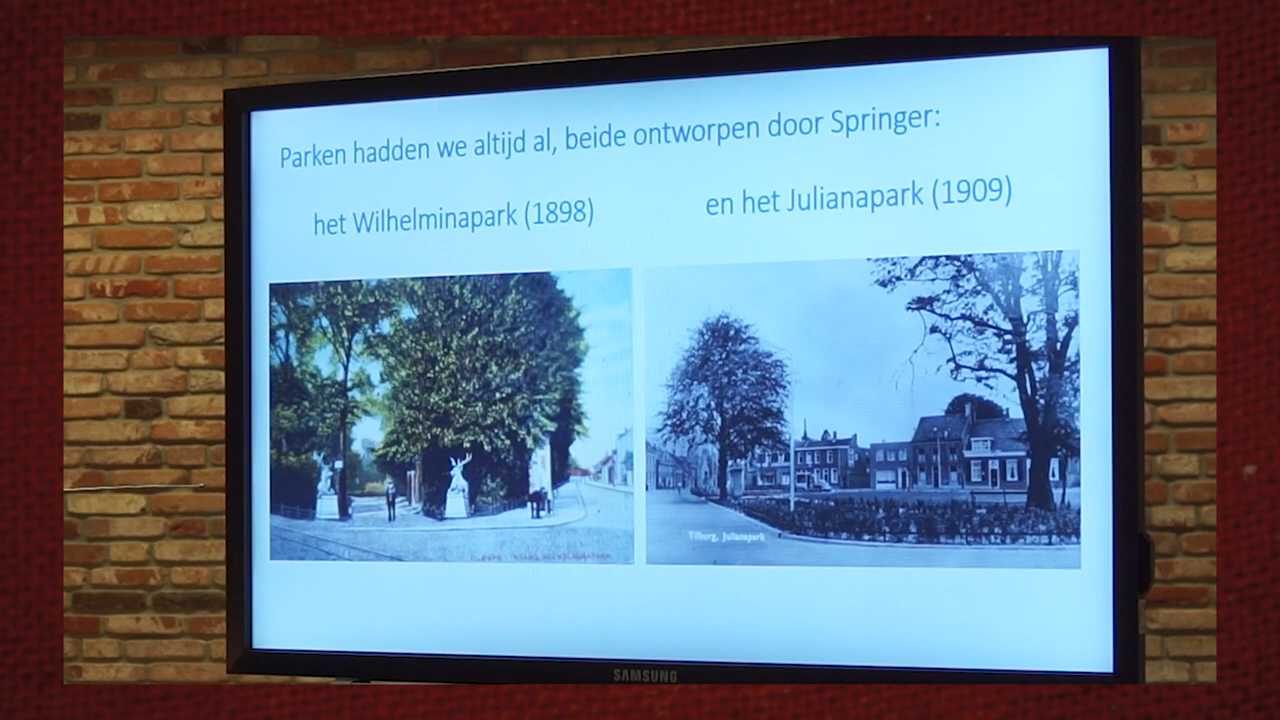 Parken hadden we altijd al, beide ontworpen door Springer:
het Wilhelminapark (1898)
en het Julianapark (1909)
Tilburg, Julianapark
SAMSUNG